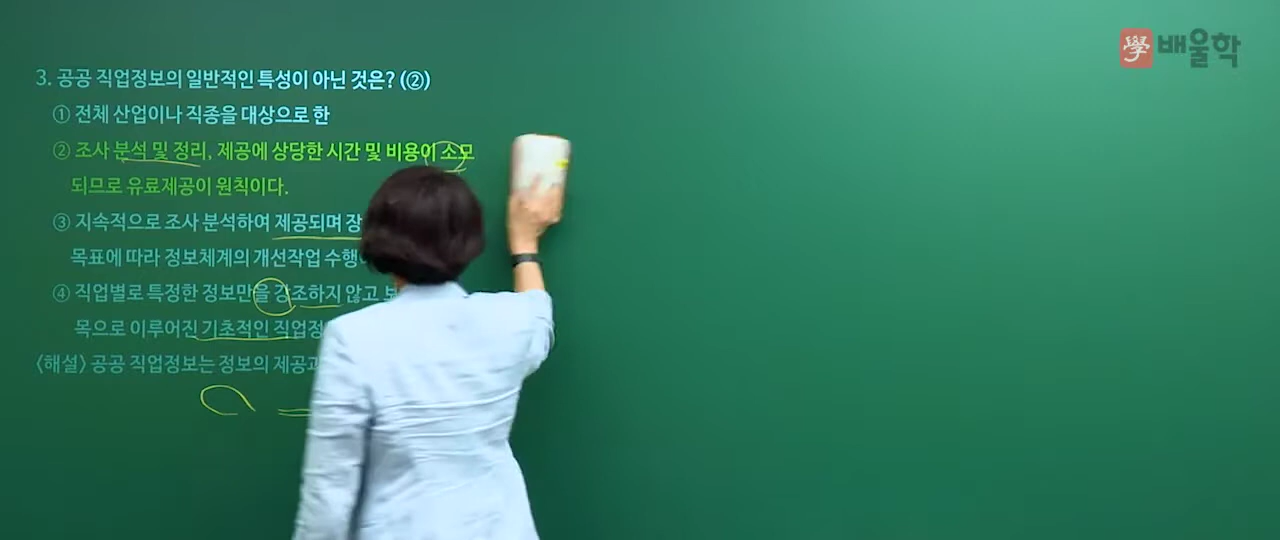 學 배울학
3. 공공 직업정보의 일반적인 특성이 아닌 것은? (②)
① 전체 산업이나 직종을 대상으로 한
② 조사 분석 및 정리, 제공에 상당한 시간 및 비용이 소모
되므로 유료제공이 원칙이다.
③ 지속적으로 조사 분석하여 제공되며 장
목표에 따라 정보체계의 개선작업 수행
④ 직업별로 특정한 정보만을 강조하지 않고
목으로 이루어진 기초적인 직업정
〈해설〉 공공 직업정보는 정보의 제공과